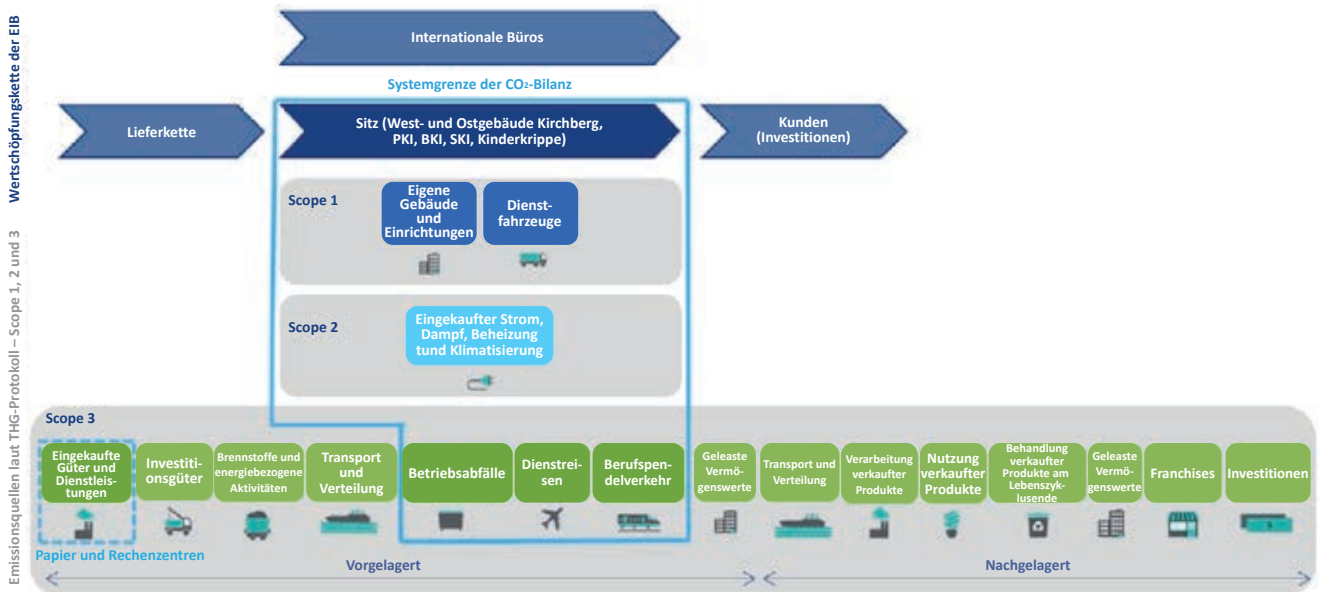 Wertschöpfungskette der EIB
Emissionsquellen laut THG-Protokoll – Scope 1, 2 und 3
Internationale Büros
Systemgrenze der CO2-Bilanz
Lieferkette
Sitz (West- und Ostgebäude Kirchberg,
PKI, BKI, SKI, Kinderkrippe)
Kunden
(Investitionen)
Scope 1
Eigene
Gebäude
und
Einrichtungen
Dienst-
fahrzeuge
Scope 2
Eingekaufter Strom,
Dampf, Beheizung
tund Klimatisierung
Scope 3
Eingekaufte
Güter und
Dienstleis-
tungen
Investiti-
onsgüter
Brennstoffe und
energiebezogene
Aktivitäten
Transport
und
Verteilung
Betriebsabfälle
Dienstrei-
sen
Berufspen-
delverkehr
Geleaste
Vermö-
genswerte
Transport und
Verteilung
Verarbeitung
verkaufter
Produkte
Nutzung
verkaufter
Produkte
Behandlung
verkaufter
Produkte am
Lebenszyk-
lusende
Geleaste
Vermö-
genswerte
Franchises
Investitionen
Papier und Rechenzentren
Vorgelagert
Nachgelagert